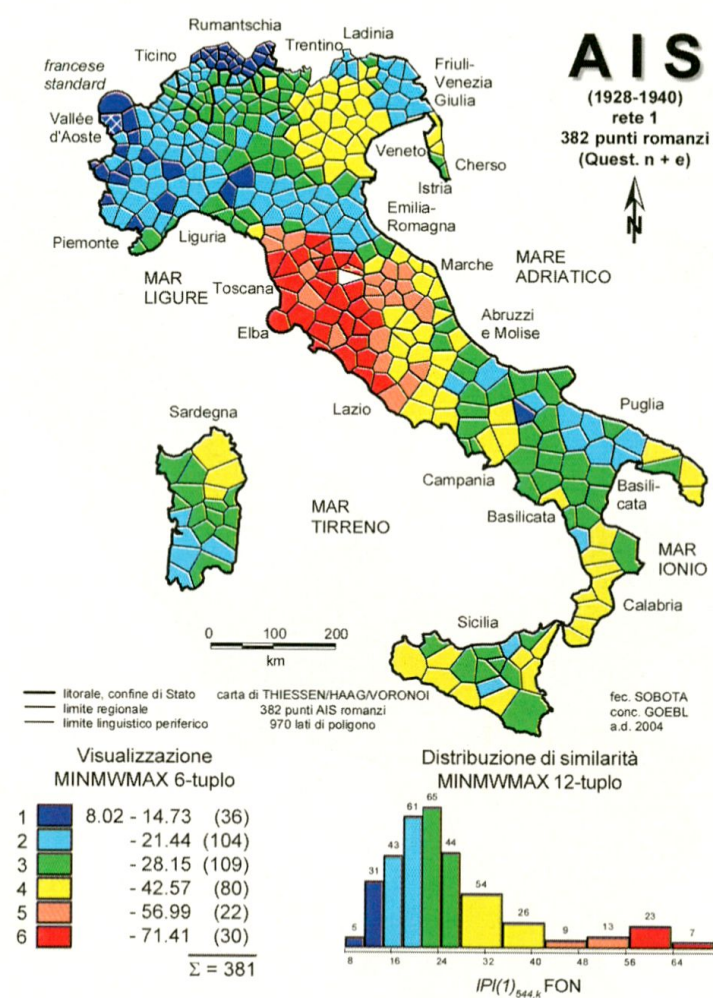 AIS
(1928-1940)
rete 1
382 punti romanzi
(Quest. n + e)
N
Rumantschia
Ladinia
Trentino
Ticino
francese
standard
Friuli-
Venezia
Giulia
Vallée
d'Aoste
Veneto
Cherso
Istria
Emilia-
Romagna
Piemonte
Liguria
Marche
MARE
ADRIATICO
MAR
LIGURE
Toscana
Abruzzi
e Molise
Elba
Lazio
Puglia
Sardegna
Campania
Basili-
cata
Basilicata
MAR
TIRRENO
MAR
IONIO
Calabria
Sicilia
0 100 200
km
litorale, confine di Stato
limite regionale
limite linguistico periferico
carta di THIESSEN/HAAG/VORONOI
382 punti AIS romanzi
970 lati di poligono
fec. SOBOTA
conc. GOEBL
a.d. 2004
Visualizzazione
MINMWMAX 6-tuplo
1 8.02 - 14.73 (36)
2 - 21.44 (104)
3 - 28.15 (109)
4 - 42.57 (80)
5 - 56.99 (22)
6 - 71.41 (30)
Σ = 381
Distribuzione di similarità
MINMWMAX 12-tuplo
5 31 43 61 65 44 54 26 9 13 23 7
8 16 24 32 40 48 56 64
IPI(1)544,k FON